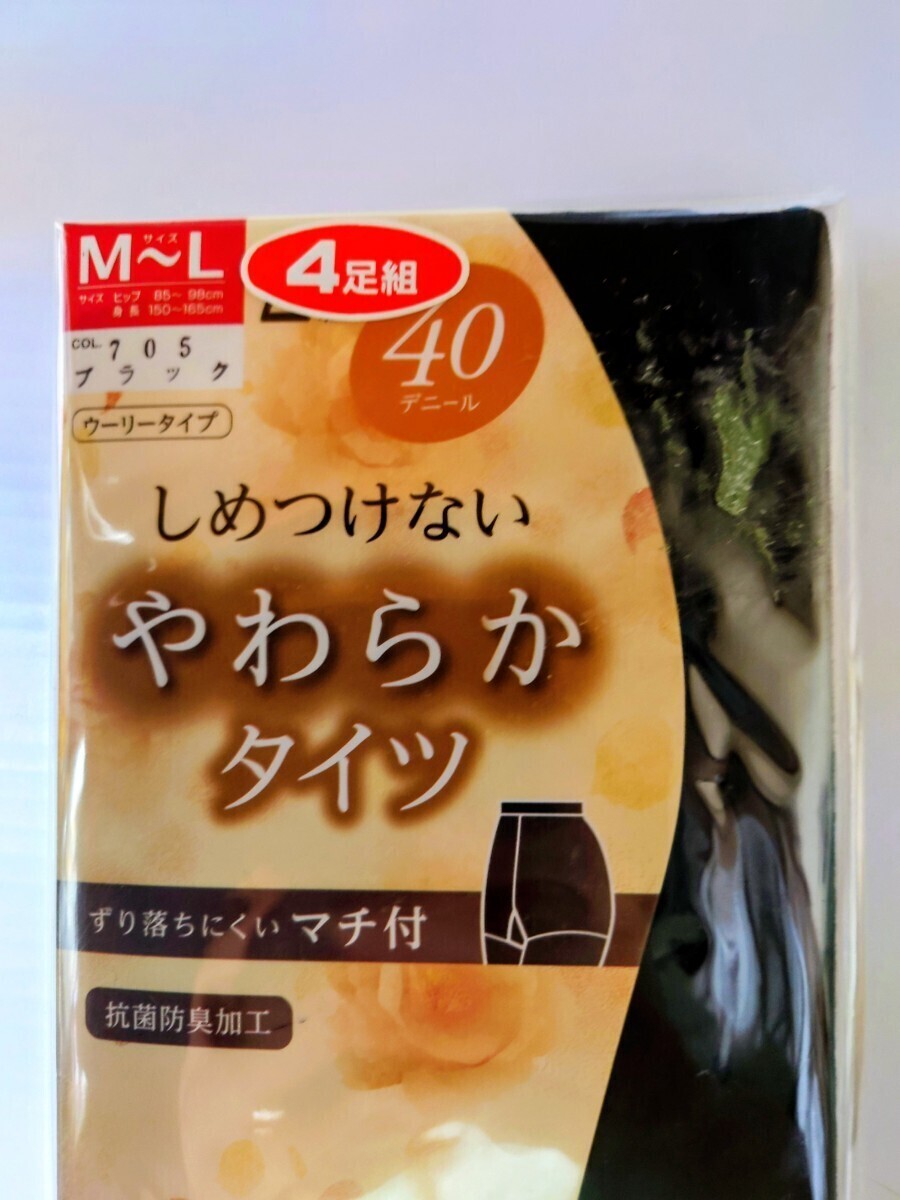 サイズ
M～L
サイズ ヒップ 85～98cm
身長 150～165cm
4足組
COL. 705
ブラック
40
デニール
ウーリータイプ
しめつけない
やわらか
タイツ
ずり落ちにくい マチ付
抗菌防臭加工